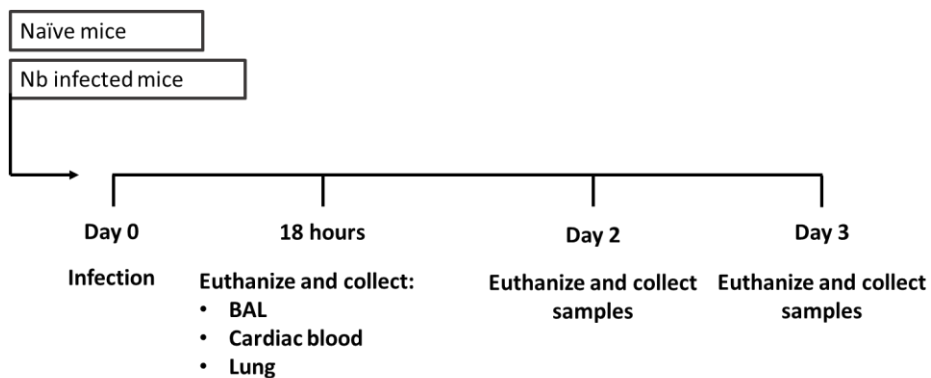 Naïve mice
Nb infected mice
Day 0
18 hours
Day 2
Day 3
Infection
Euthanize and collect:
• BAL
• Cardiac blood
• Lung
Euthanize and collect
samples
Euthanize and collect
samples